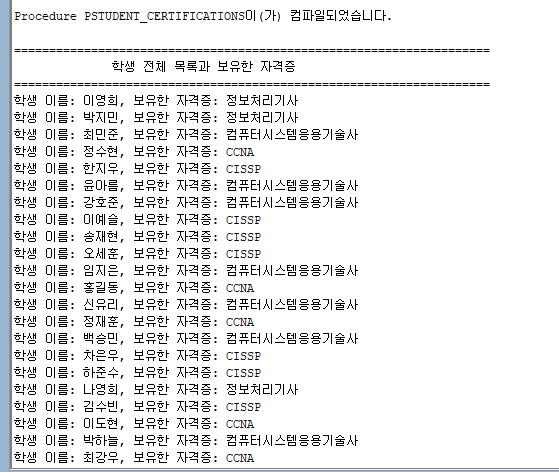 Procedure PSTUDENT_CERTIFICATIONS이(가) 컴파일되었습니다.
=====================================================================
학생 전체 목록과 보유한 자격증
=====================================================================
학생 이름: 이영희, 보유한 자격증: 정보처리기사
학생 이름: 박지민, 보유한 자격증: 정보처리기사
학생 이름: 최민준, 보유한 자격증: 컴퓨터시스템응용기술사
학생 이름: 정수현, 보유한 자격증: CCNA
학생 이름: 한지우, 보유한 자격증: CISSP
학생 이름: 윤아름, 보유한 자격증: 컴퓨터시스템응용기술사
학생 이름: 강호준, 보유한 자격증: 컴퓨터시스템응용기술사
학생 이름: 이예슬, 보유한 자격증: CISSP
학생 이름: 송재현, 보유한 자격증: CISSP
학생 이름: 오세훈, 보유한 자격증: CISSP
학생 이름: 임지은, 보유한 자격증: 컴퓨터시스템응용기술사
학생 이름: 홍길동, 보유한 자격증: CCNA
학생 이름: 신유리, 보유한 자격증: 컴퓨터시스템응용기술사
학생 이름: 정재훈, 보유한 자격증: CCNA
학생 이름: 백승민, 보유한 자격증: 컴퓨터시스템응용기술사
학생 이름: 차은우, 보유한 자격증: CISSP
학생 이름: 하준수, 보유한 자격증: CISSP
학생 이름: 나영희, 보유한 자격증: 정보처리기사
학생 이름: 김수빈, 보유한 자격증: CISSP
학생 이름: 이도현, 보유한 자격증: CCNA
학생 이름: 박하늘, 보유한 자격증: 컴퓨터시스템응용기술사
학생 이름: 최강우, 보유한 자격증: CCNA